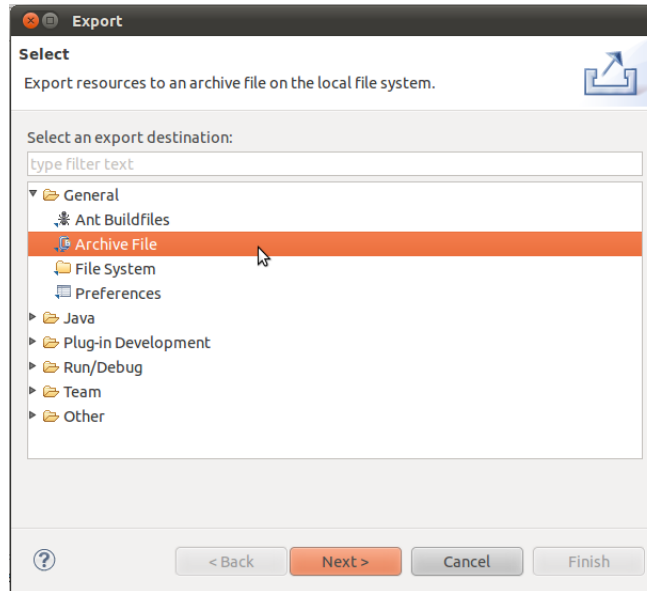 Export
Select
Export resources to an archive file on the local file system.
Select an export destination:
type filter text
General
Ant Buildfiles
Archive File
File System
Preferences
Java
Plug-in Development
Run/Debug
Team
Other
? < Back Next > Cancel Finish